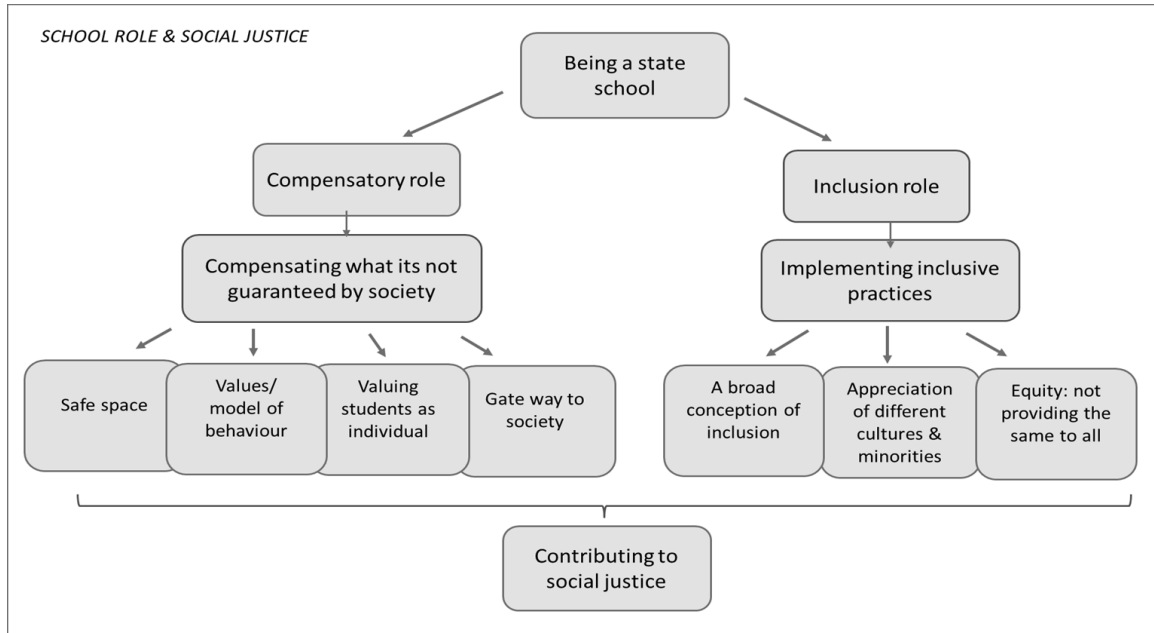 SCHOOL ROLE & SOCIAL JUSTICE
Being a state
school
Compensatory role
Inclusion role
Compensating what its not
guaranteed by society
Implementing inclusive
practices
Safe space
Values/
model of
behaviour
Valuing
students as
individual
Gate way to
society
A broad
conception of
inclusion
Appreciation
of different
cultures &
minorities
Equity: not
providing the
same to all
Contributing to
social justice